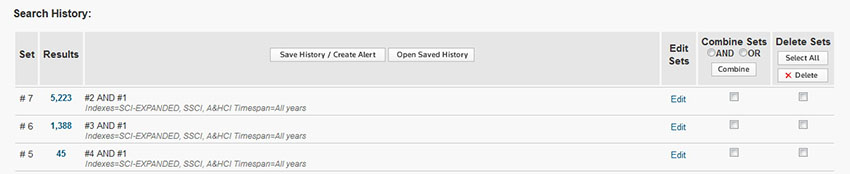 Search History:
Set Results Save History / Create Alert Open Saved History Edit Sets Combine Sets AND OR Combine Delete Sets Select All Delete
# 7 5,223 #2 AND #1 Edit
Indexes=SCI-EXPANDED, SSCI, A&HCI Timespan=All years
# 6 1,388 #3 AND #1 Edit
Indexes=SCI-EXPANDED, SSCI, A&HCI Timespan=All years
# 5 45 #4 AND #1 Edit
Indexes=SCI-EXPANDED, SSCI, A&HCI Timespan=All years